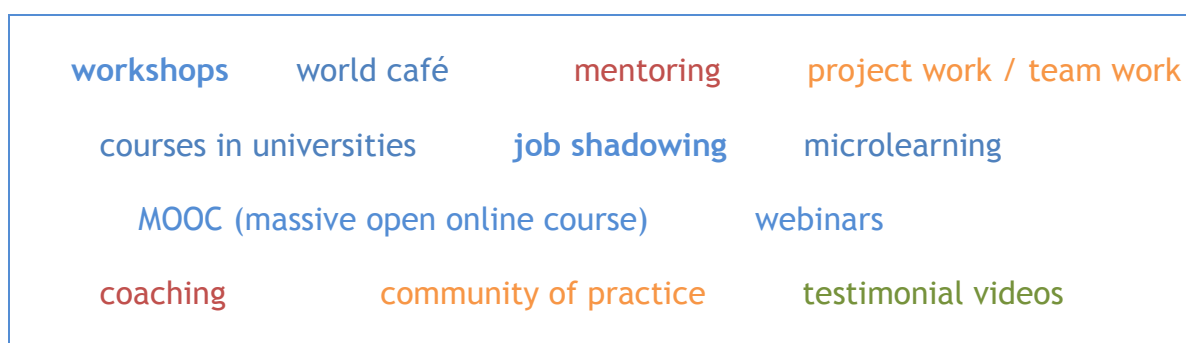 workshops world café mentoring project work / team work
courses in universities job shadowing microlearning
MOOC (massive open online course) webinars
coaching community of practice testimonial videos